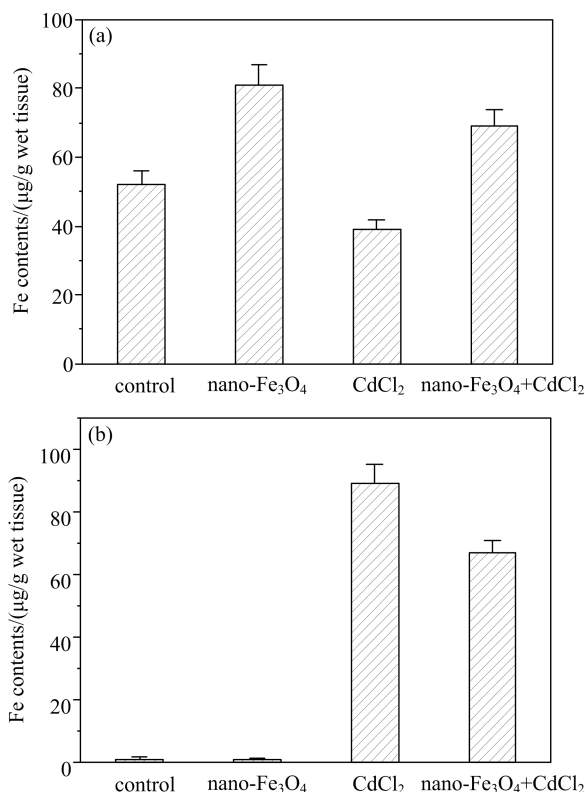 (a)
Fe contents/(μg/g wet tissue)
100
80
60
40
20
0
control nano-Fe₃O₄ CdCl₂ nano-Fe₃O₄+CdCl₂
(b)
Fe contents/(μg/g wet tissue)
100
80
60
40
20
0
control nano-Fe₃O₄ CdCl₂ nano-Fe₃O₄+CdCl₂